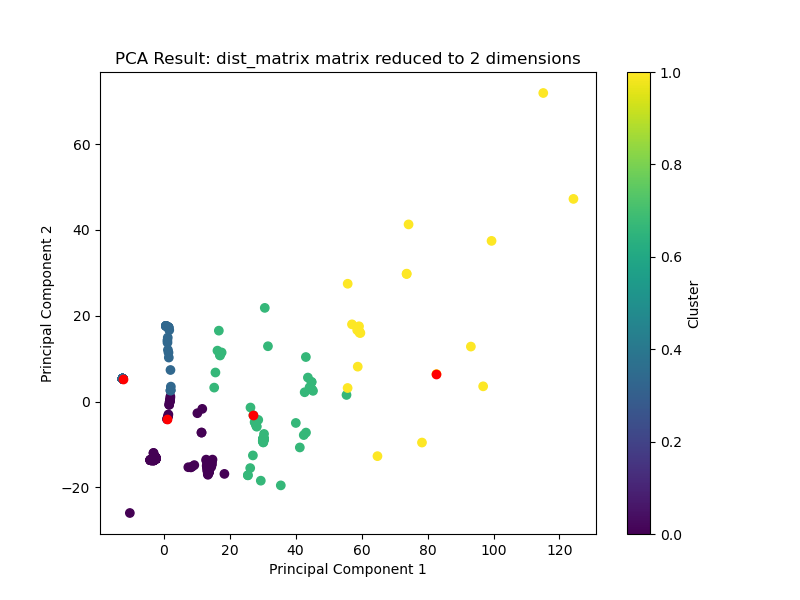 PCA Result: dist_matrix matrix reduced to 2 dimensions
60
40
20
0
−20
Principal Component 2
0 20 40 60 80 100 120
Principal Component 1
1.0
0.8
0.6
0.4
0.2
0.0
Cluster